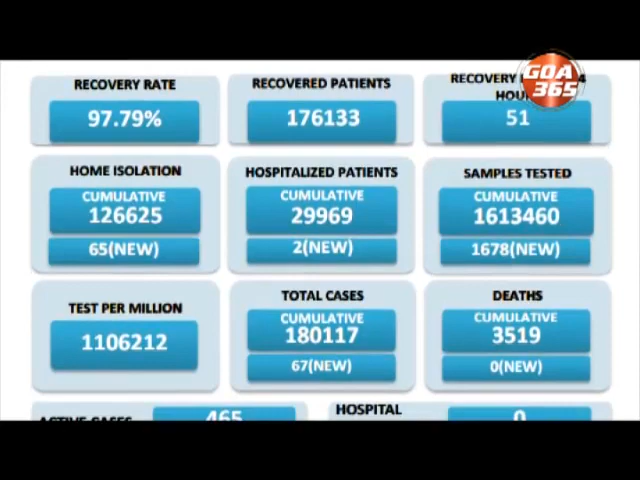 GOA
365
RECOVERY RATE
97.79%
RECOVERED PATIENTS
176133
RECOVERY
51
HOME ISOLATION
CUMULATIVE
126625
65(NEW)
HOSPITALIZED PATIENTS
CUMULATIVE
29969
2(NEW)
SAMPLES TESTED
CUMULATIVE
1613460
1678(NEW)
TEST PER MILLION
1106212
TOTAL CASES
CUMULATIVE
180117
67(NEW)
DEATHS
CUMULATIVE
3519
0(NEW)
ACTIVE CASES
465
HOSPITAL
0